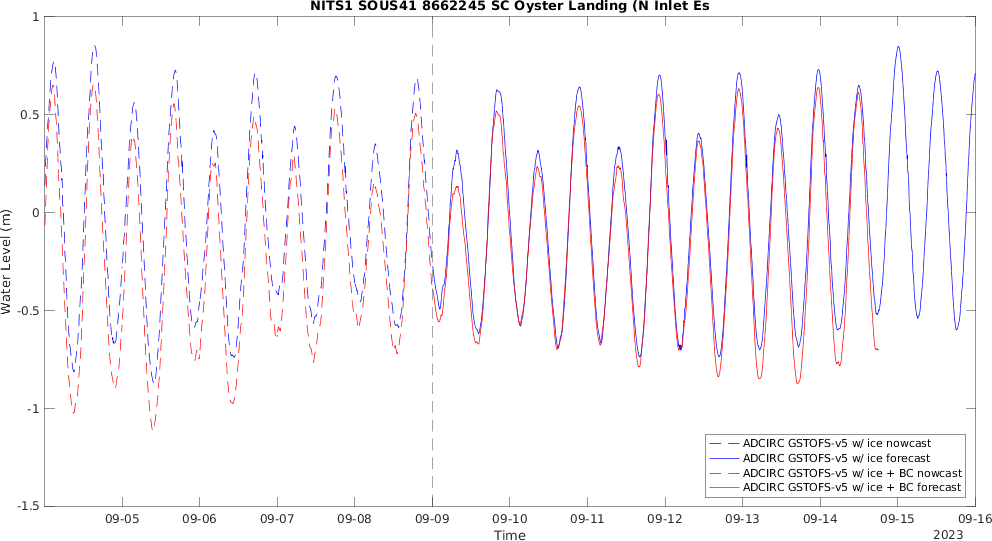 NITS1 SOUS41 8662245 SC Oyster Landing (N Inlet Es
Water Level (m)
1
0.5
0
-0.5
-1
-1.5
ADCIRC GSTOFS-v5 w/ ice nowcast
ADCIRC GSTOFS-v5 w/ ice forecast
ADCIRC GSTOFS-v5 w/ ice + BC nowcast
ADCIRC GSTOFS-v5 w/ ice + BC forecast
09-05 09-06 09-07 09-08 09-09 09-10 09-11 09-12 09-13 09-14 09-15 09-16
Time
2023